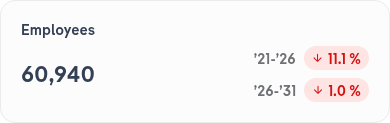 Employees
60,940
’21-’26 ↓ 11.1 %
’26-’31 ↓ 1.0 %